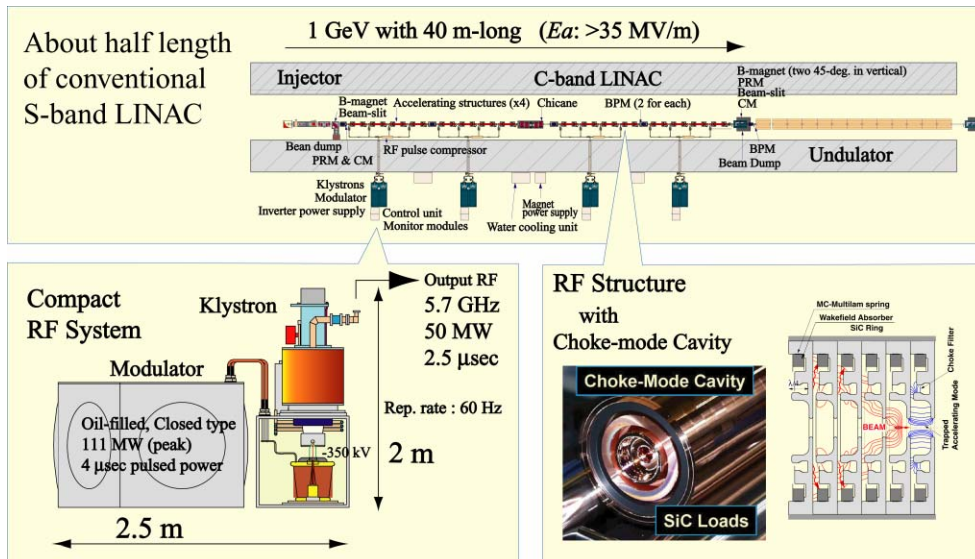 About half length
of conventional
S-band LINAC
1 GeV with 40 m-long (Ea: >35 MV/m)
Injector
C-band LINAC
B-magnet (two 45-deg. in vertical)
PRM
Beam-slit
CM
B-magnet
Beam-slit
Accelerating structures (x4)
Chicane
BPM (2 for each)
Bean dump
PRM & CM
RF pulse compressor
BPM
Beam Dump
Undulator
Klystrons
Modulator
Inverter power supply
Control unit
Monitor modules
Magnet
power supply
Water cooling unit
Compact
RF System
Klystron
Output RF
5.7 GHz
50 MW
2.5 μsec
Modulator
Rep. rate : 60 Hz
Oil-filled, Closed type
111 MW (peak)
4 μsec pulsed power
-350 kV
2 m
2.5 m
RF Structure
with
Choke-mode Cavity
Choke-Mode Cavity
SiC Loads
MC-Multilam spring
Wakefield Absorber
SiC Ring
Choke Filter
BEAM
Trapped
Accelerating Mode